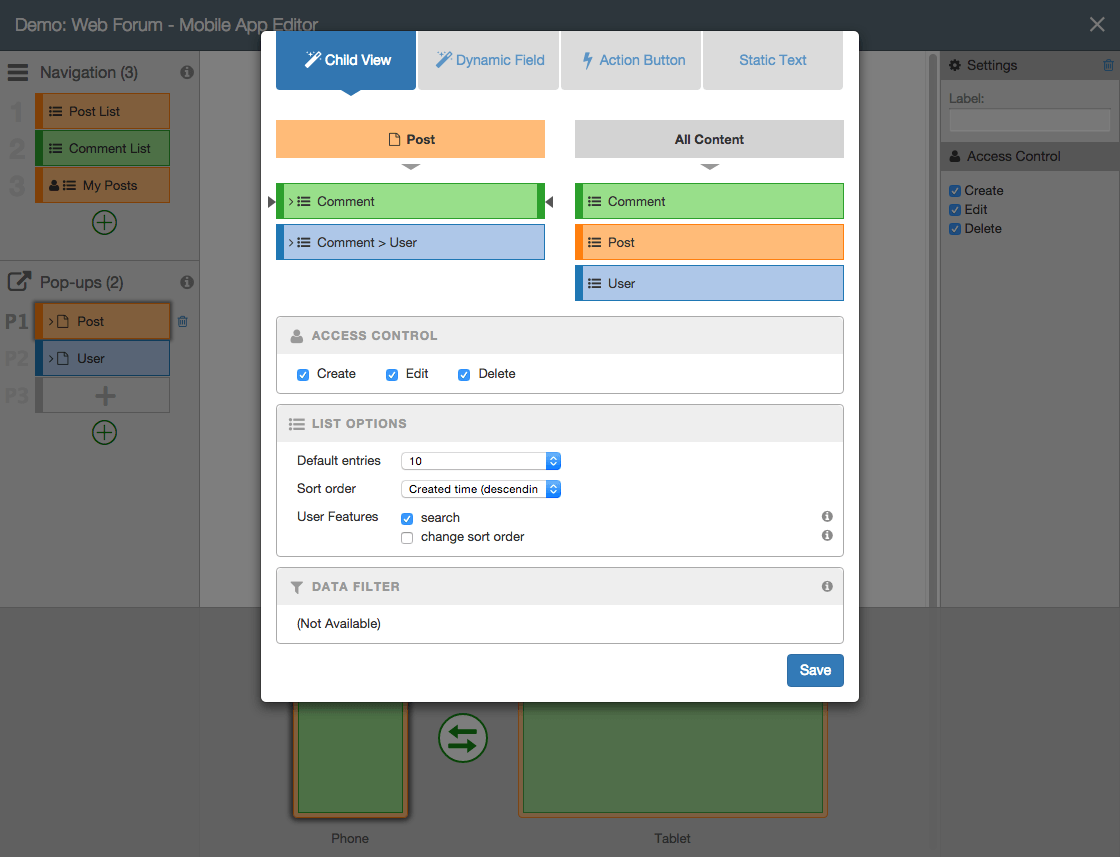 Demo: Web Forum - Mobile App Editor
Navigation (3)
1 Post List
2 Comment List
3 My Posts
Pop-ups (2)
P1 > Post
P2 > User
P3
Child View
Dynamic Field
Action Button
Static Text
Post
> Comment
> Comment > User
All Content
Comment
Post
User
ACCESS CONTROL
Create Edit Delete
LIST OPTIONS
Default entries 10
Sort order Created time (descendin
User Features search
change sort order
DATA FILTER
(Not Available)
Save
Settings
Label:
Access Control
Create
Edit
Delete
Phone
Tablet